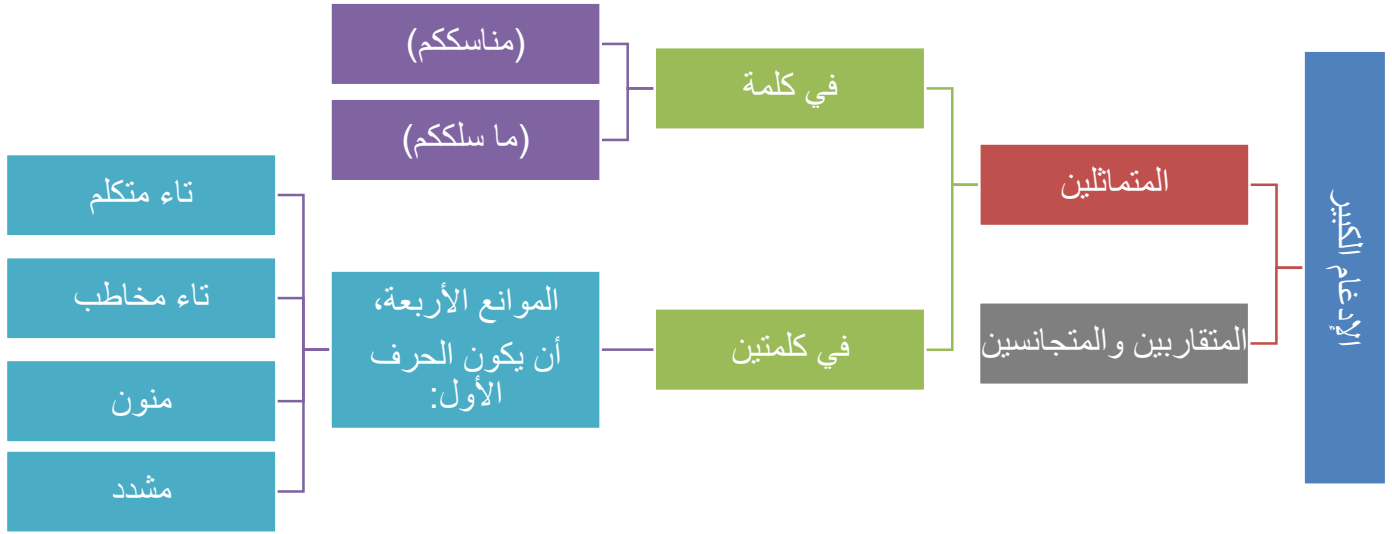 الإدغام الكبير
المتماثلين
في كلمة
(مناسككم)
(ما سلككم)
في كلمتين
الموانع الأربعة،
أن يكون الحرف
الأول:
تاء متكلم
تاء مخاطب
منون
مشدد
المتقاربين والمتجانسين